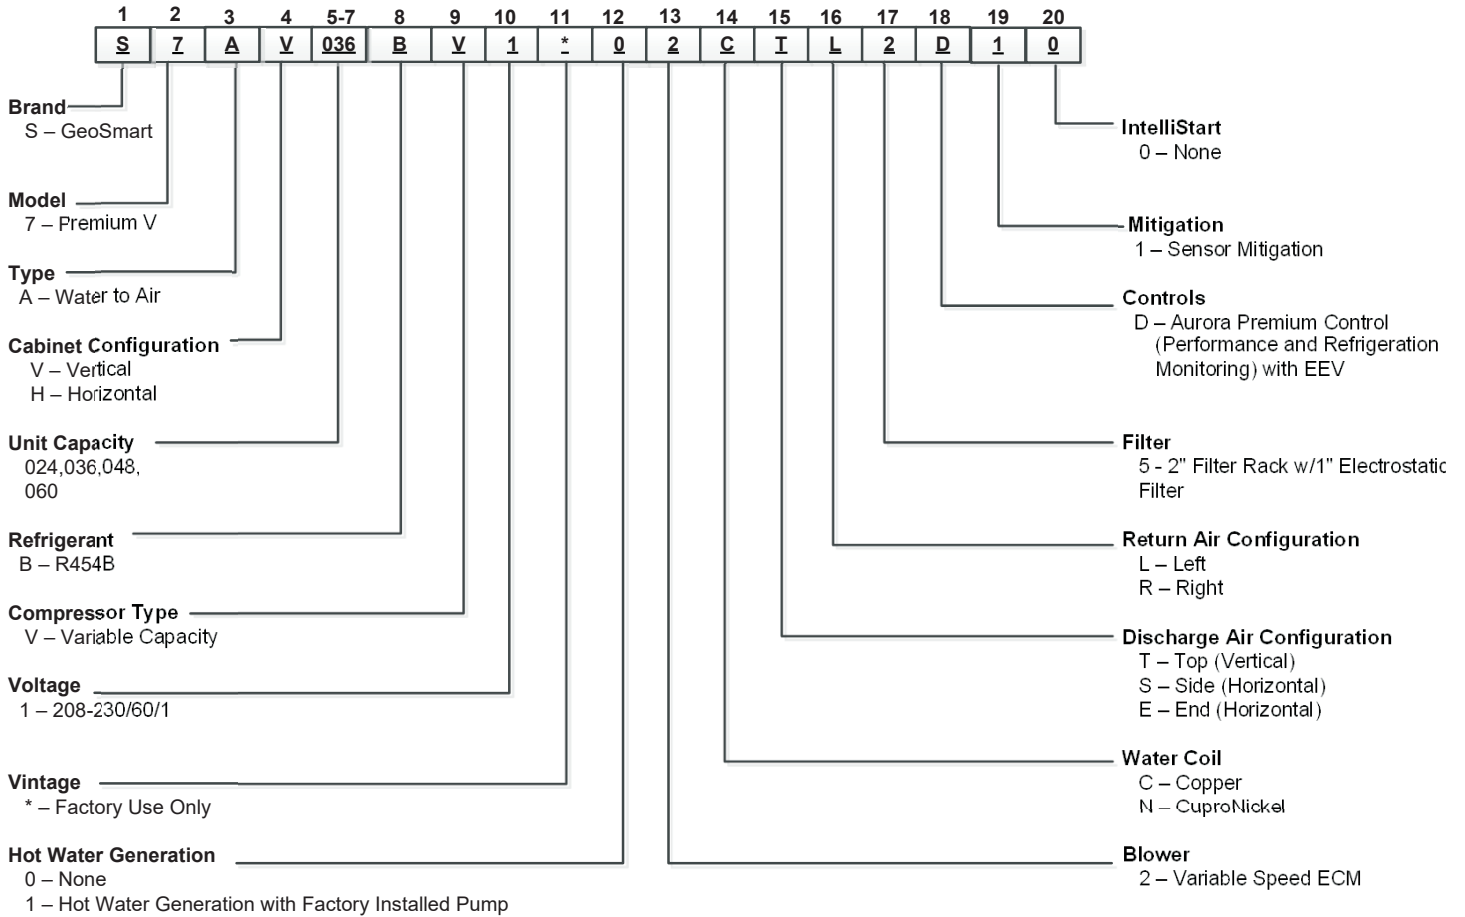 1 2 3 4 5-7 8 9 10 11 12 13 14 15 16 17 18 19 20
S 7 A V 036 B V 1 * 0 2 C T L 2 D 1 0
Brand
S – GeoSmart
Model
7 – Premium V
Type
A – Water to Air
Cabinet Configuration
V – Vertical
H – Horizontal
Unit Capacity
024,036,048,
060
Refrigerant
B – R454B
Compressor Type
V – Variable Capacity
Voltage
1 – 208-230/60/1
Vintage
* – Factory Use Only
Hot Water Generation
0 – None
1 – Hot Water Generation with Factory Installed Pump
IntelliStart
0 – None
Mitigation
1 – Sensor Mitigation
Controls
D – Aurora Premium Control
(Performance and Refrigeration
Monitoring) with EEV
Filter
5 - 2" Filter Rack w/1" Electrostatic
Filter
Return Air Configuration
L – Left
R – Right
Discharge Air Configuration
T – Top (Vertical)
S – Side (Horizontal)
E – End (Horizontal)
Water Coil
C – Copper
N – CuproNickel
Blower
2 – Variable Speed ECM